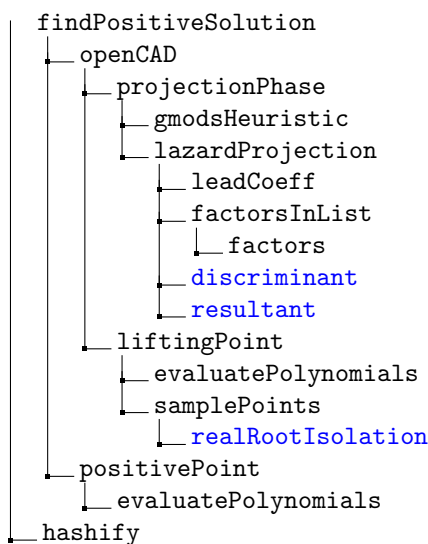 findPositiveSolution
openCAD
projectionPhase
gmodsHeuristic
lazardProjection
leadCoeff
factorsInList
factors
discriminant
resultant
liftingPoint
evaluatePolynomials
samplePoints
realRootIsolation
positivePoint
evaluatePolynomials
hashify